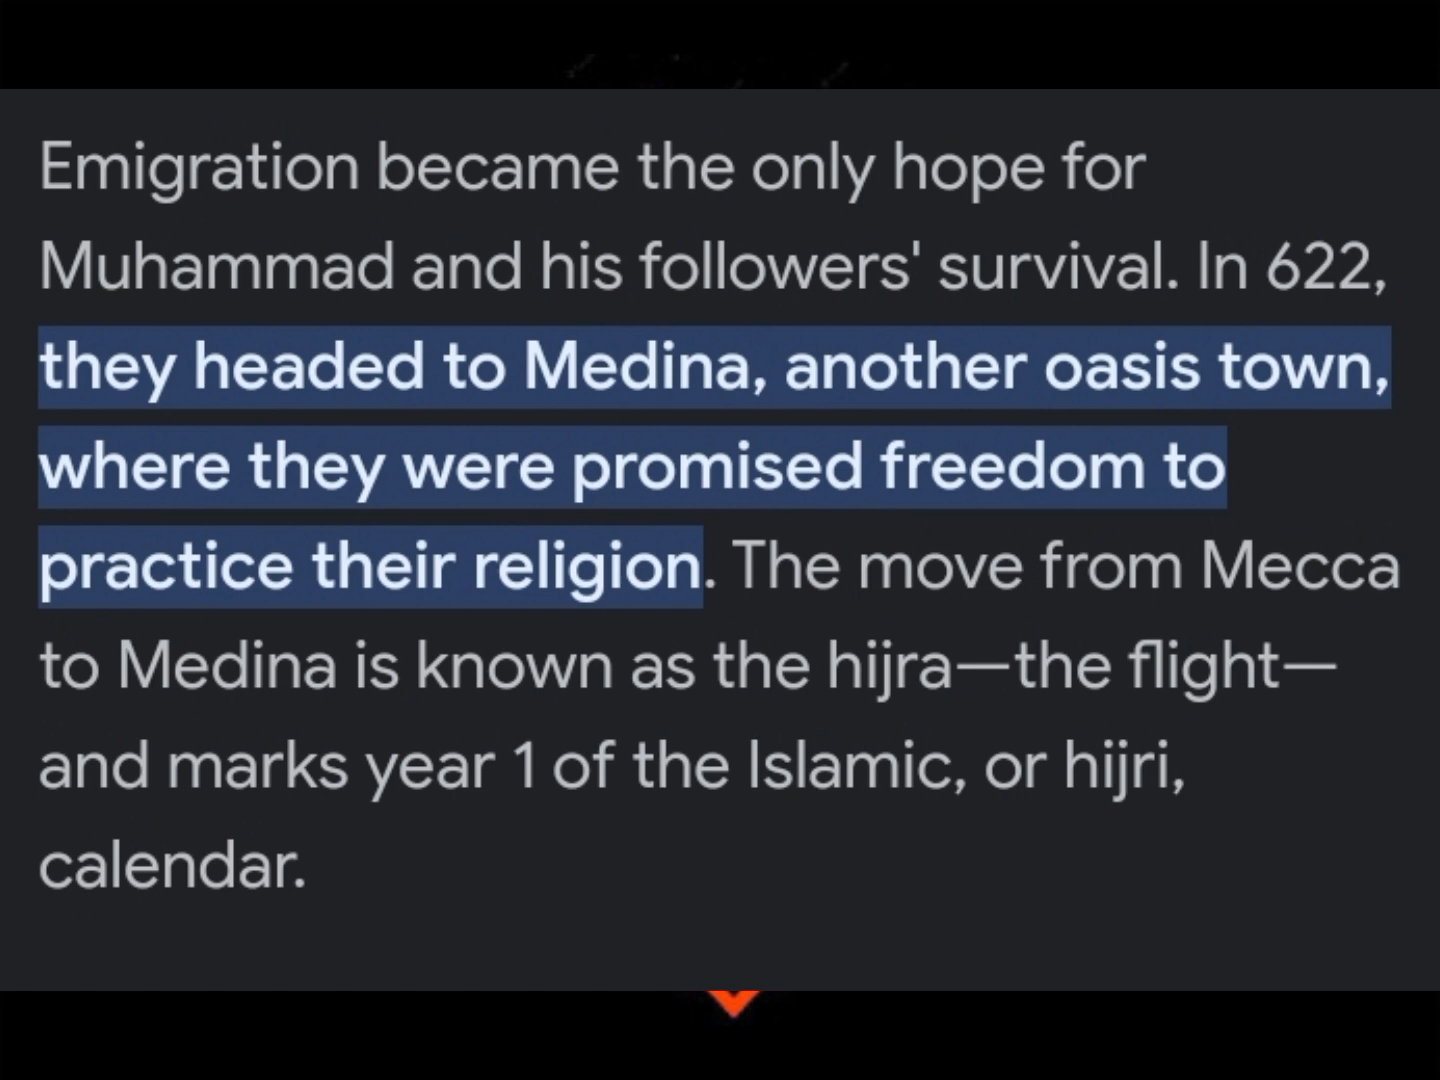 Emigration became the only hope for
Muhammad and his followers' survival. In 622,
they headed to Medina, another oasis town,
where they were promised freedom to
practice their religion. The move from Mecca
to Medina is known as the hijra—the flight—
and marks year 1 of the Islamic, or hijri,
calendar.